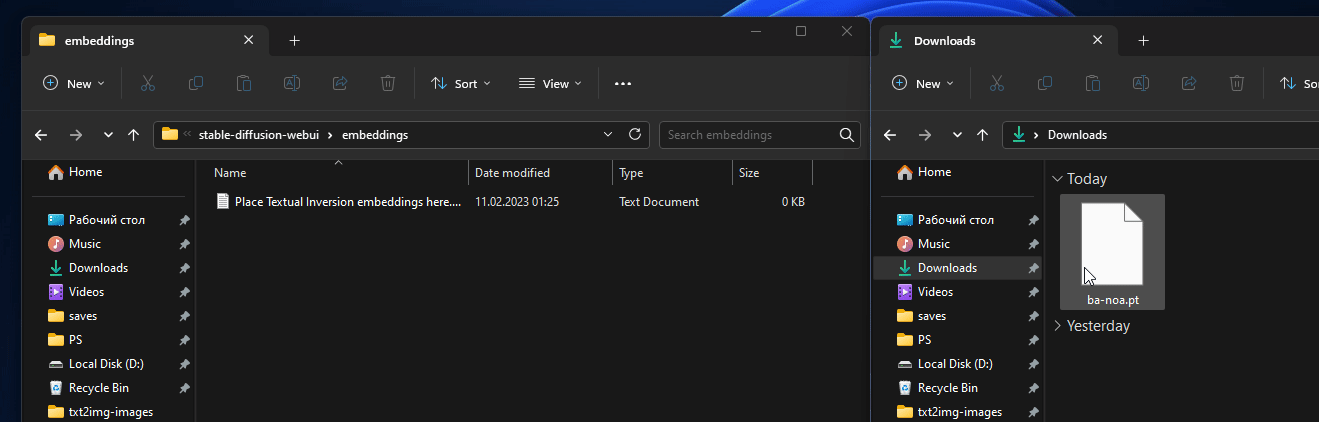 embeddings
New
Sort
View
stable-diffusion-webui > embeddings
Search embeddings
Home
Рабочий стол
Music
Downloads
Videos
saves
PS
Local Disk (D:)
Recycle Bin
txt2img-images
Name Date modified Type Size
Place Textual Inversion embeddings here.... 11.02.2023 01:25 Text Document 0 KB
Downloads
New
So
Downloads
Home
Рабочий стол
Music
Downloads
Videos
saves
PS
Local Disk (D:)
Recycle Bin
txt2img-images
Today
ba-noa.pt
Yesterday